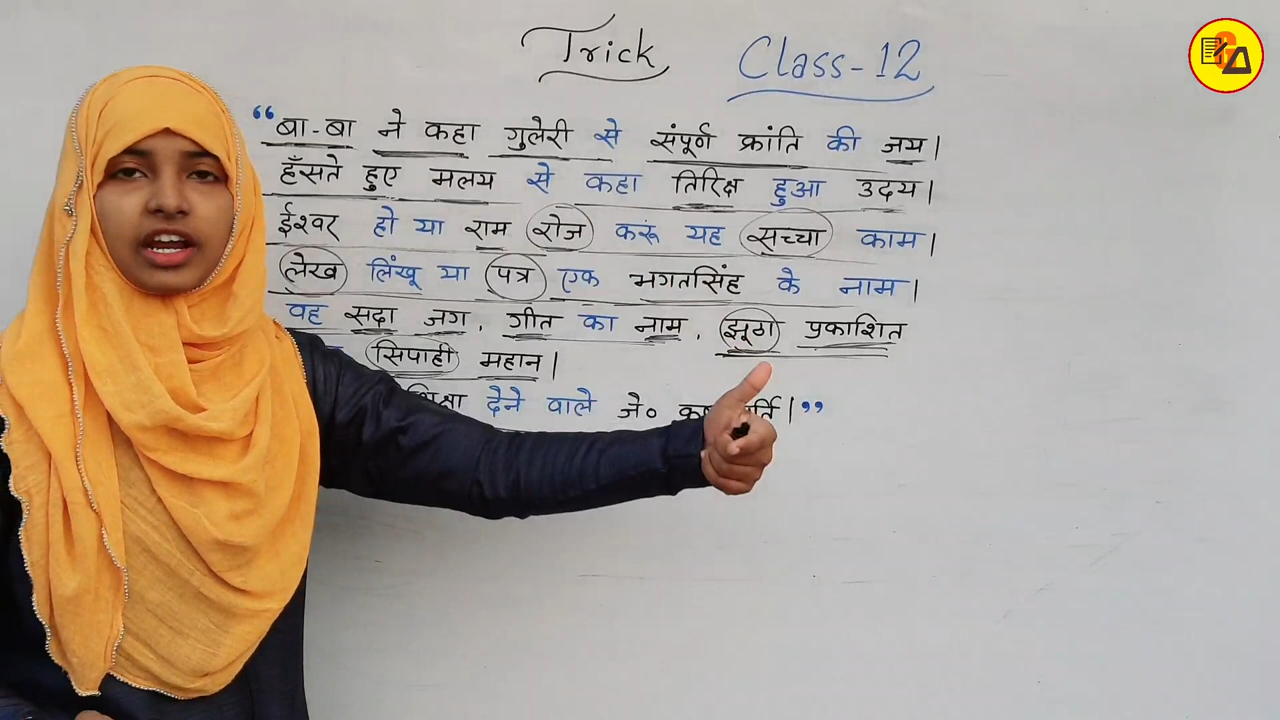 Trick Class-12
“बा-बा ने कहा गुलेरी से संपूर्ण क्रांति की जय।
हँसते हुए मलय से कहा तिरिक्ष हुआ उदय।
ईश्वर हो या राम रोज करूं यह सच्चा काम।
लेख लिंखू या पत्र एक भगतसिंह के नाम।
वह सदा जग, गीत का नाम, झूठा प्रकाशित
सिपाही महान।
देने वाले जे०